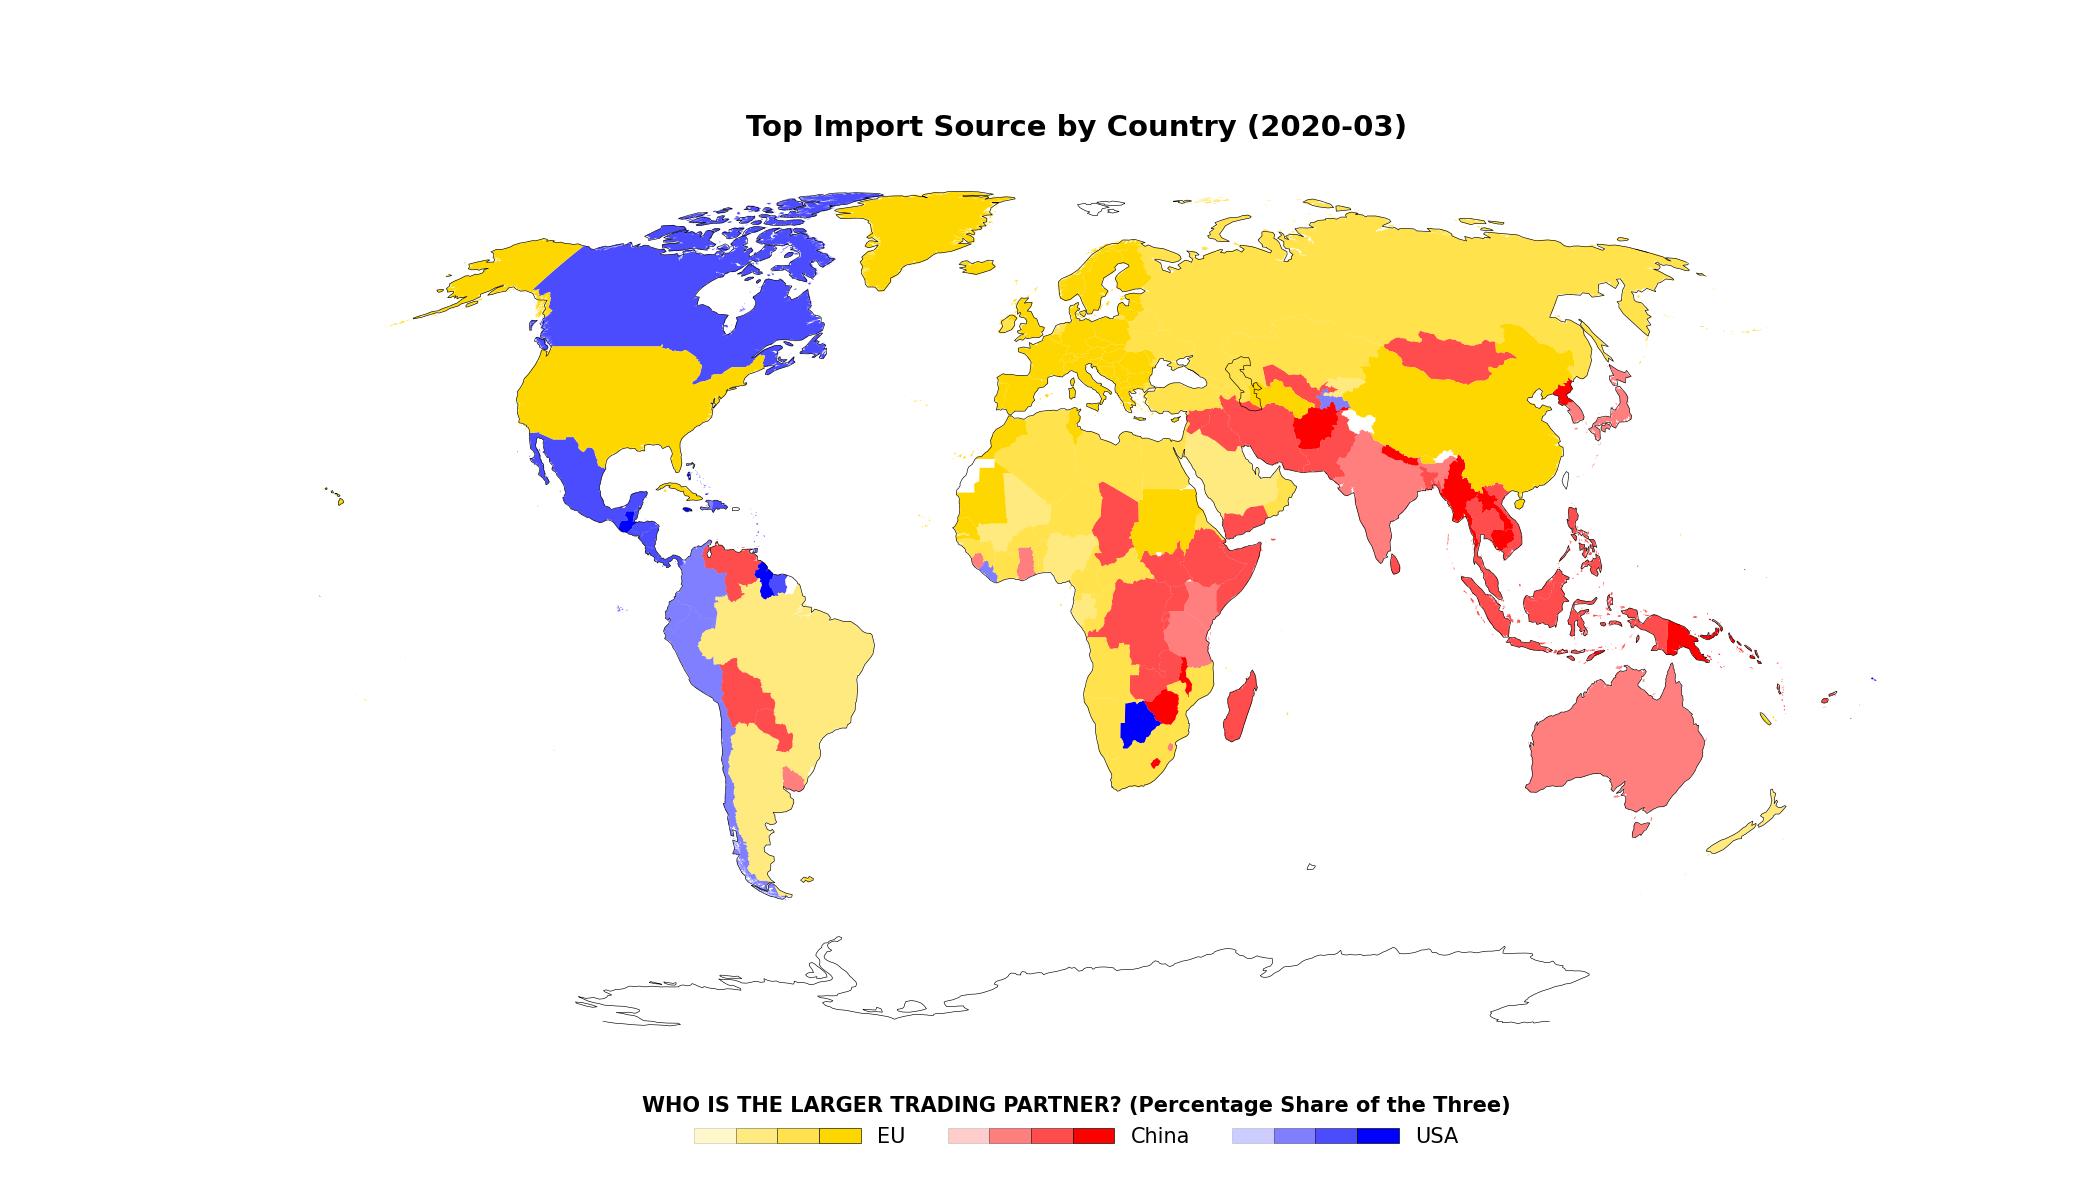 Top Import Source by Country (2020-03)
WHO IS THE LARGER TRADING PARTNER? (Percentage Share of the Three)
EU China USA